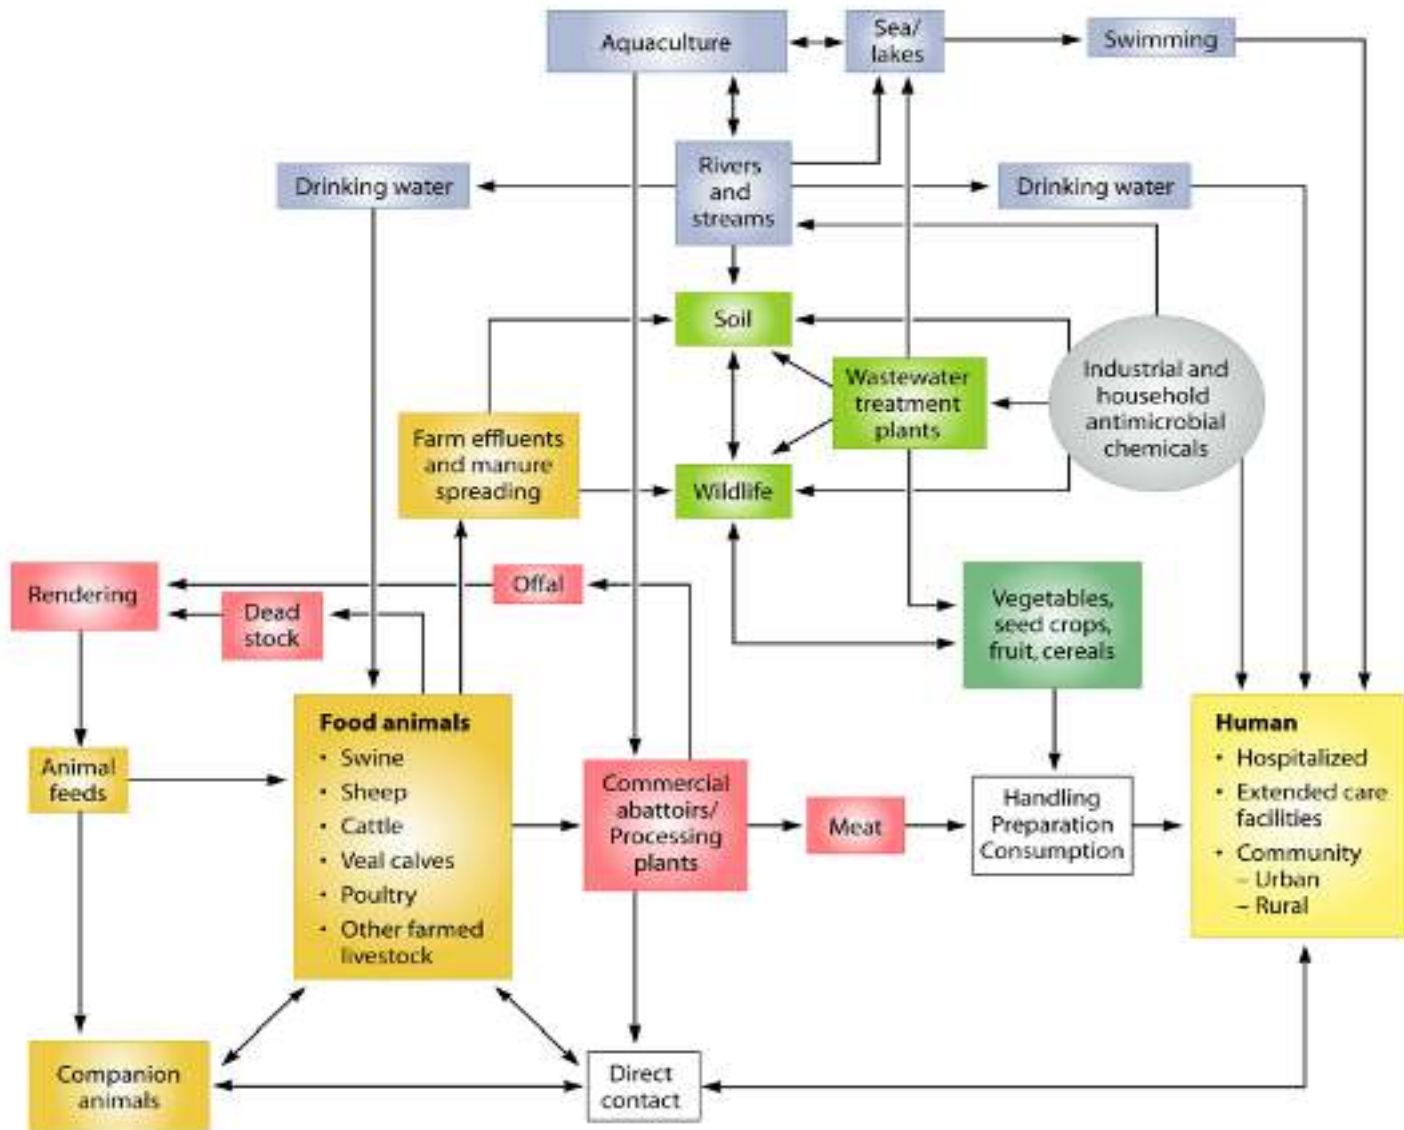 Aquaculture
Sea/
lakes
Swimming
Drinking water
Rivers
and
streams
Drinking water
Soil
Wastewater
treatment
plants
Industrial and
household
antimicrobial
chemicals
Farm effluents
and manure
spreading
Wildlife
Rendering
Offal
Dead
stock
Vegetables,
seed crops,
fruit, cereals
Animal
feeds
Food animals
• Swine
• Sheep
• Cattle
• Veal calves
• Poultry
• Other farmed
livestock
Commercial
abattoirs/
Processing
plants
Meat
Handling
Preparation
Consumption
Human
• Hospitalized
• Extended care
facilities
• Community
– Urban
– Rural
Companion
animals
Direct
contact